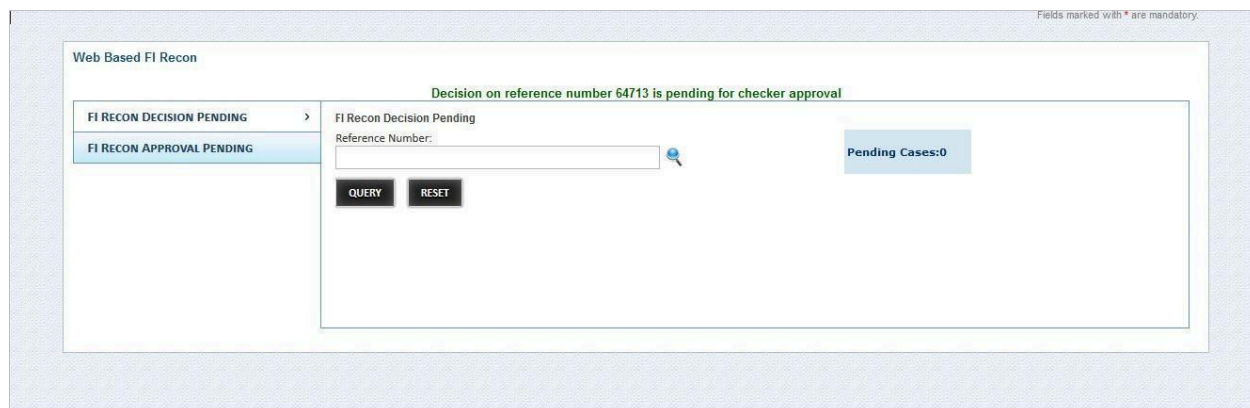 Fields marked with * are mandatory.
Web Based FI Recon
Decision on reference number 64713 is pending for checker approval
FI RECON DECISION PENDING >
FI RECON APPROVAL PENDING
FI Recon Decision Pending
Reference Number:
Pending Cases:0
QUERY RESET